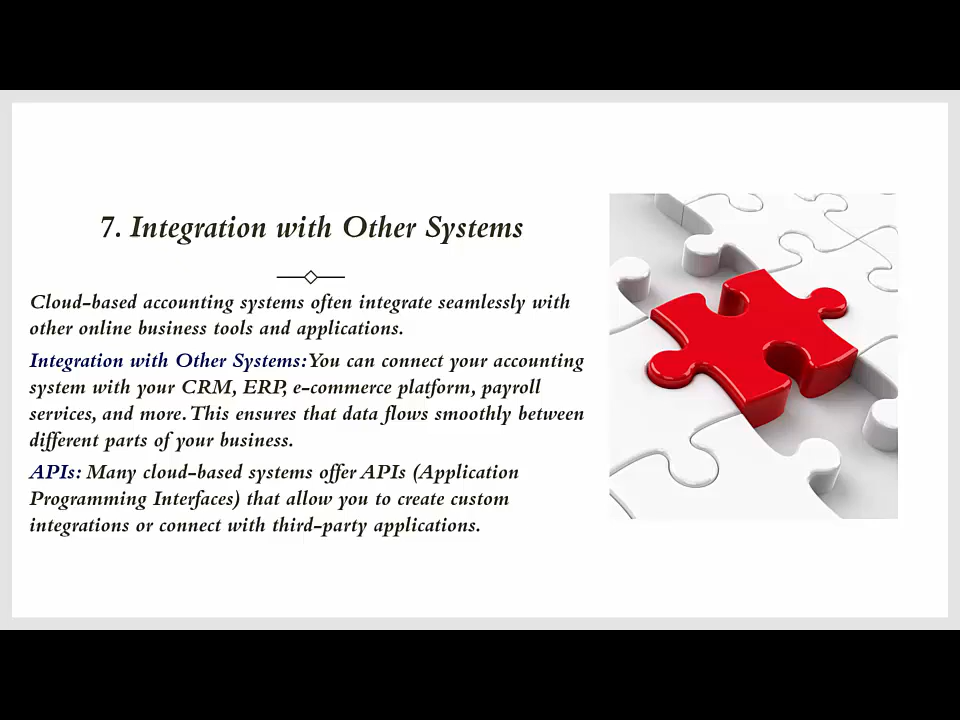 7. Integration with Other Systems
Cloud-based accounting systems often integrate seamlessly with
other online business tools and applications.
Integration with Other Systems:You can connect your accounting
system with your CRM, ERP, e-commerce platform, payroll
services, and more. This ensures that data flows smoothly between
different parts of your business.
APIs: Many cloud-based systems offer APIs (Application
Programming Interfaces) that allow you to create custom
integrations or connect with third-party applications.